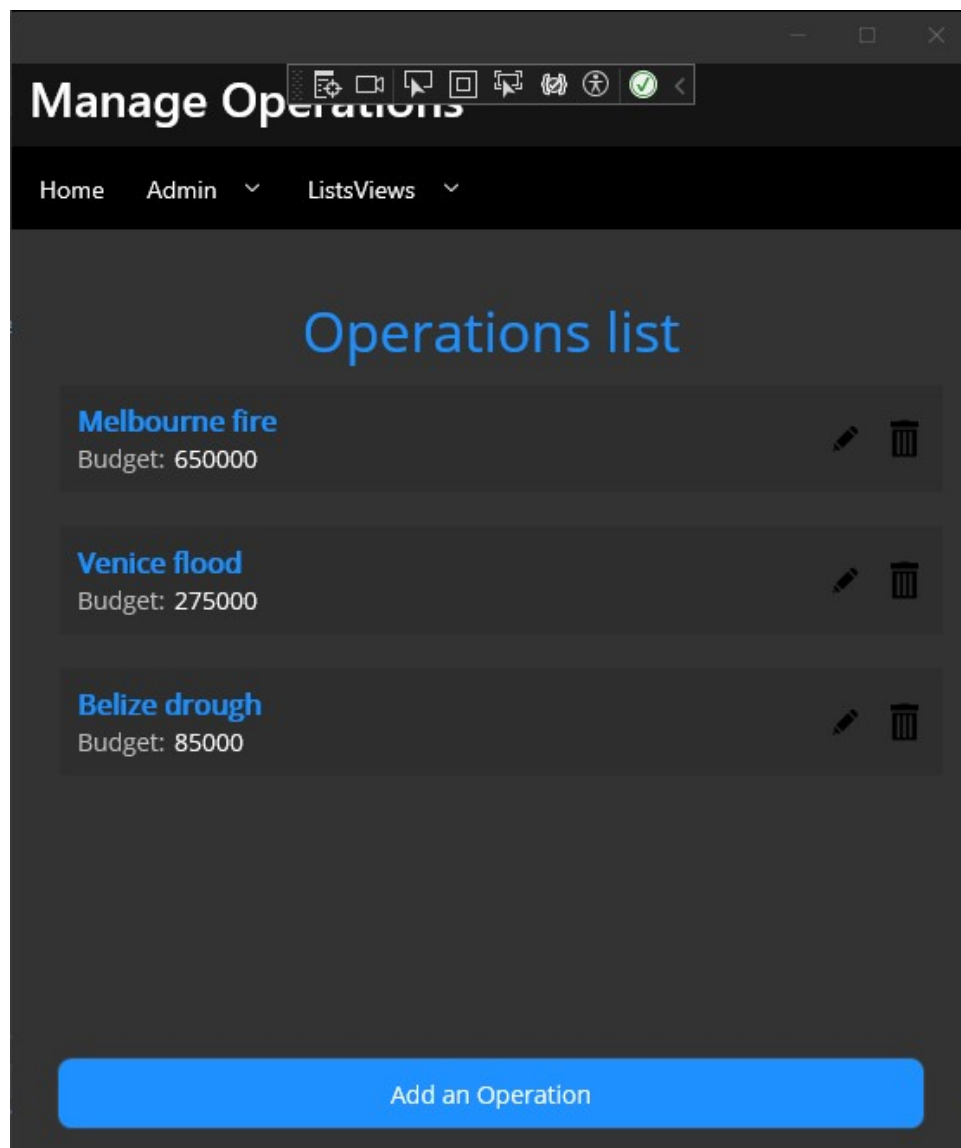 Manage Operations
Home Admin ListsViews
Operations list
Melbourne fire
Budget: 650000
Venice flood
Budget: 275000
Belize drough
Budget: 85000
Add an Operation